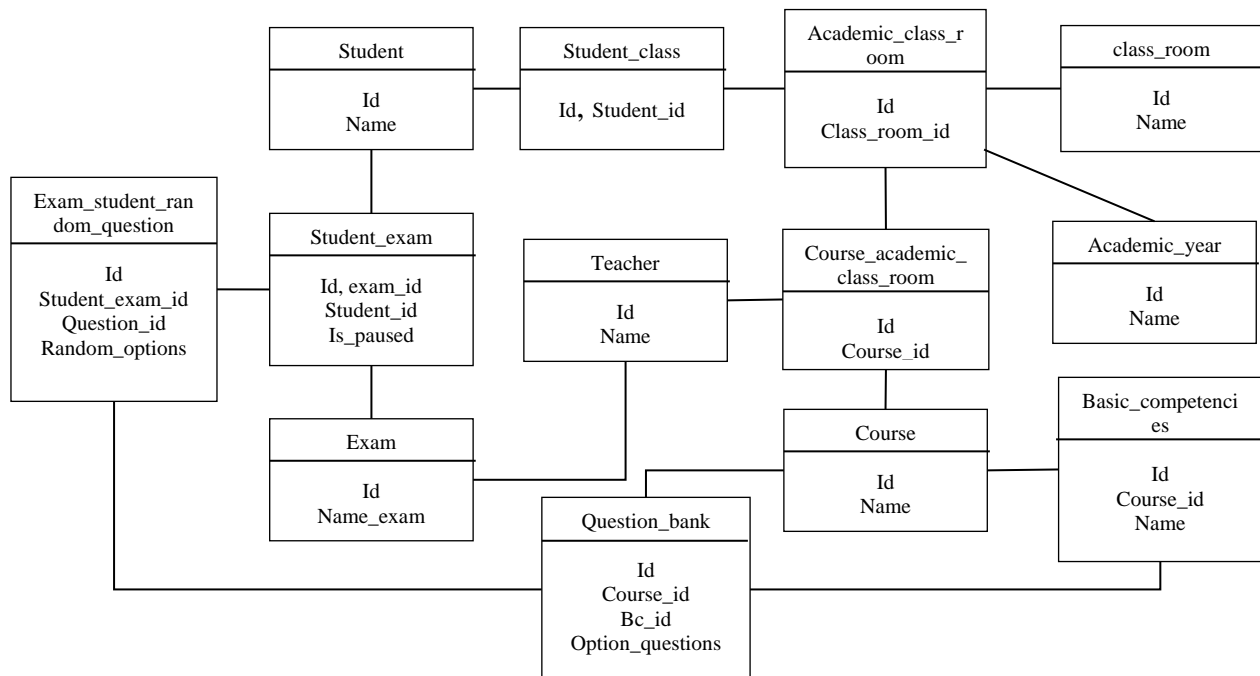 Student
Id
Name
Student_class
Id, Student_id
Academic_class_r
oom
Id
Class_room_id
class_room
Id
Name
Exam_student_ran
dom_question
Id
Student_exam_id
Question_id
Random_options
Student_exam
Id, exam_id
Student_id
Is_paused
Teacher
Id
Name
Course_academic_
class_room
Id
Course_id
Academic_year
Id
Name
Exam
Id
Name_exam
Course
Id
Name
Basic_competenci
es
Id
Course_id
Name
Question_bank
Id
Course_id
Bc_id
Option_questions